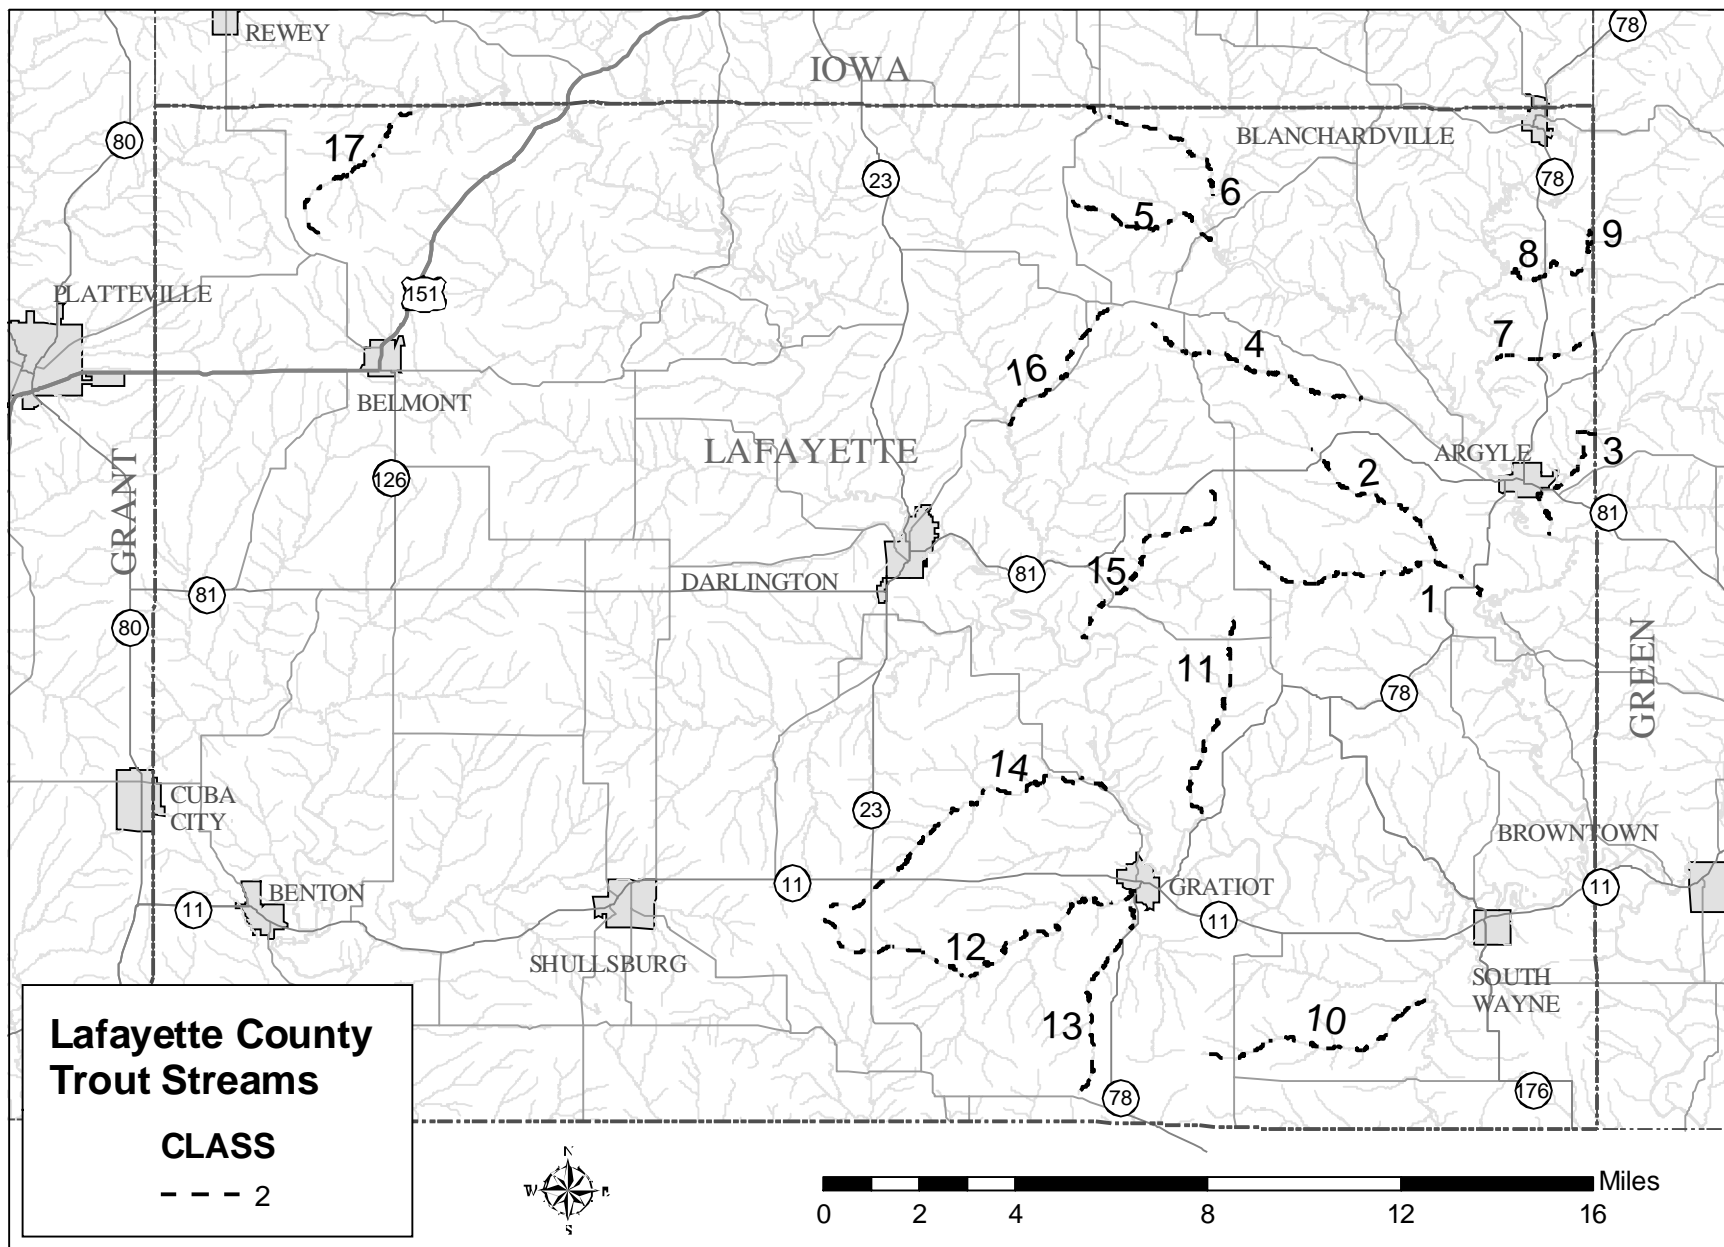 REWEY
78
IOWA
BLANCHARDVILLE
80
17
23
78
6
5
9
8
PLATTEVILLE
151
7
4
16
BELMONT
LAFAYETTE
ARGYLE
3
GRANT
126
2
81
DARLINGTON
81
15
81
1
80
11
GREEN
78
14
CUBA
CITY
23
BROWNTOWN
BENTON
11
11
GRATIOT
11
11
12
SHULLSBURG
SOUTH
WAYNE
13
10
78
176
Lafayette County
Trout Streams
CLASS
2
N
W
E
S
Miles
0 2 4 8 12 16